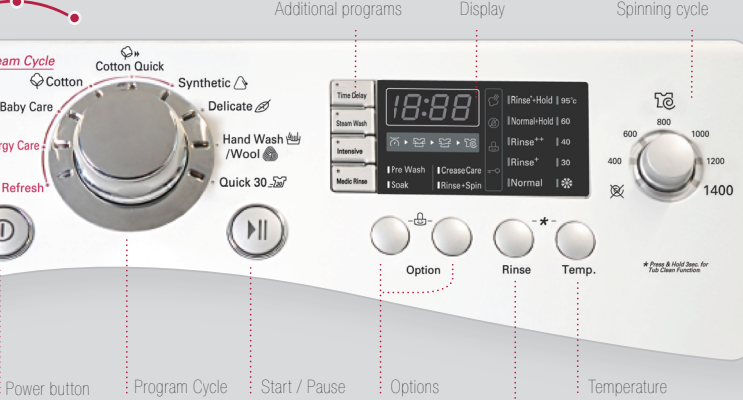 Additional programs
Display
Spinning cycle
Steam Cycle
Cotton
Cotton Quick
Synthetic
Baby Care
Delicate
Hand Wash
/Wool
Refresh
Quick 30
Time Delay
Steam Wash
Intensive
Medic Rinse
18:88
Pre Wash
Crease Care
Soak
Rinse+Spin
Rinse+Hold
95°c
Normal+Hold
60
Rinse++
40
Rinse+
30
Normal
400
600
800
1000
1200
1400
Option
Rinse
*
Temp.
* Press & Hold 3sec. for
Tub Clean Function
Power button
Program Cycle
Start / Pause
Options
Temperature